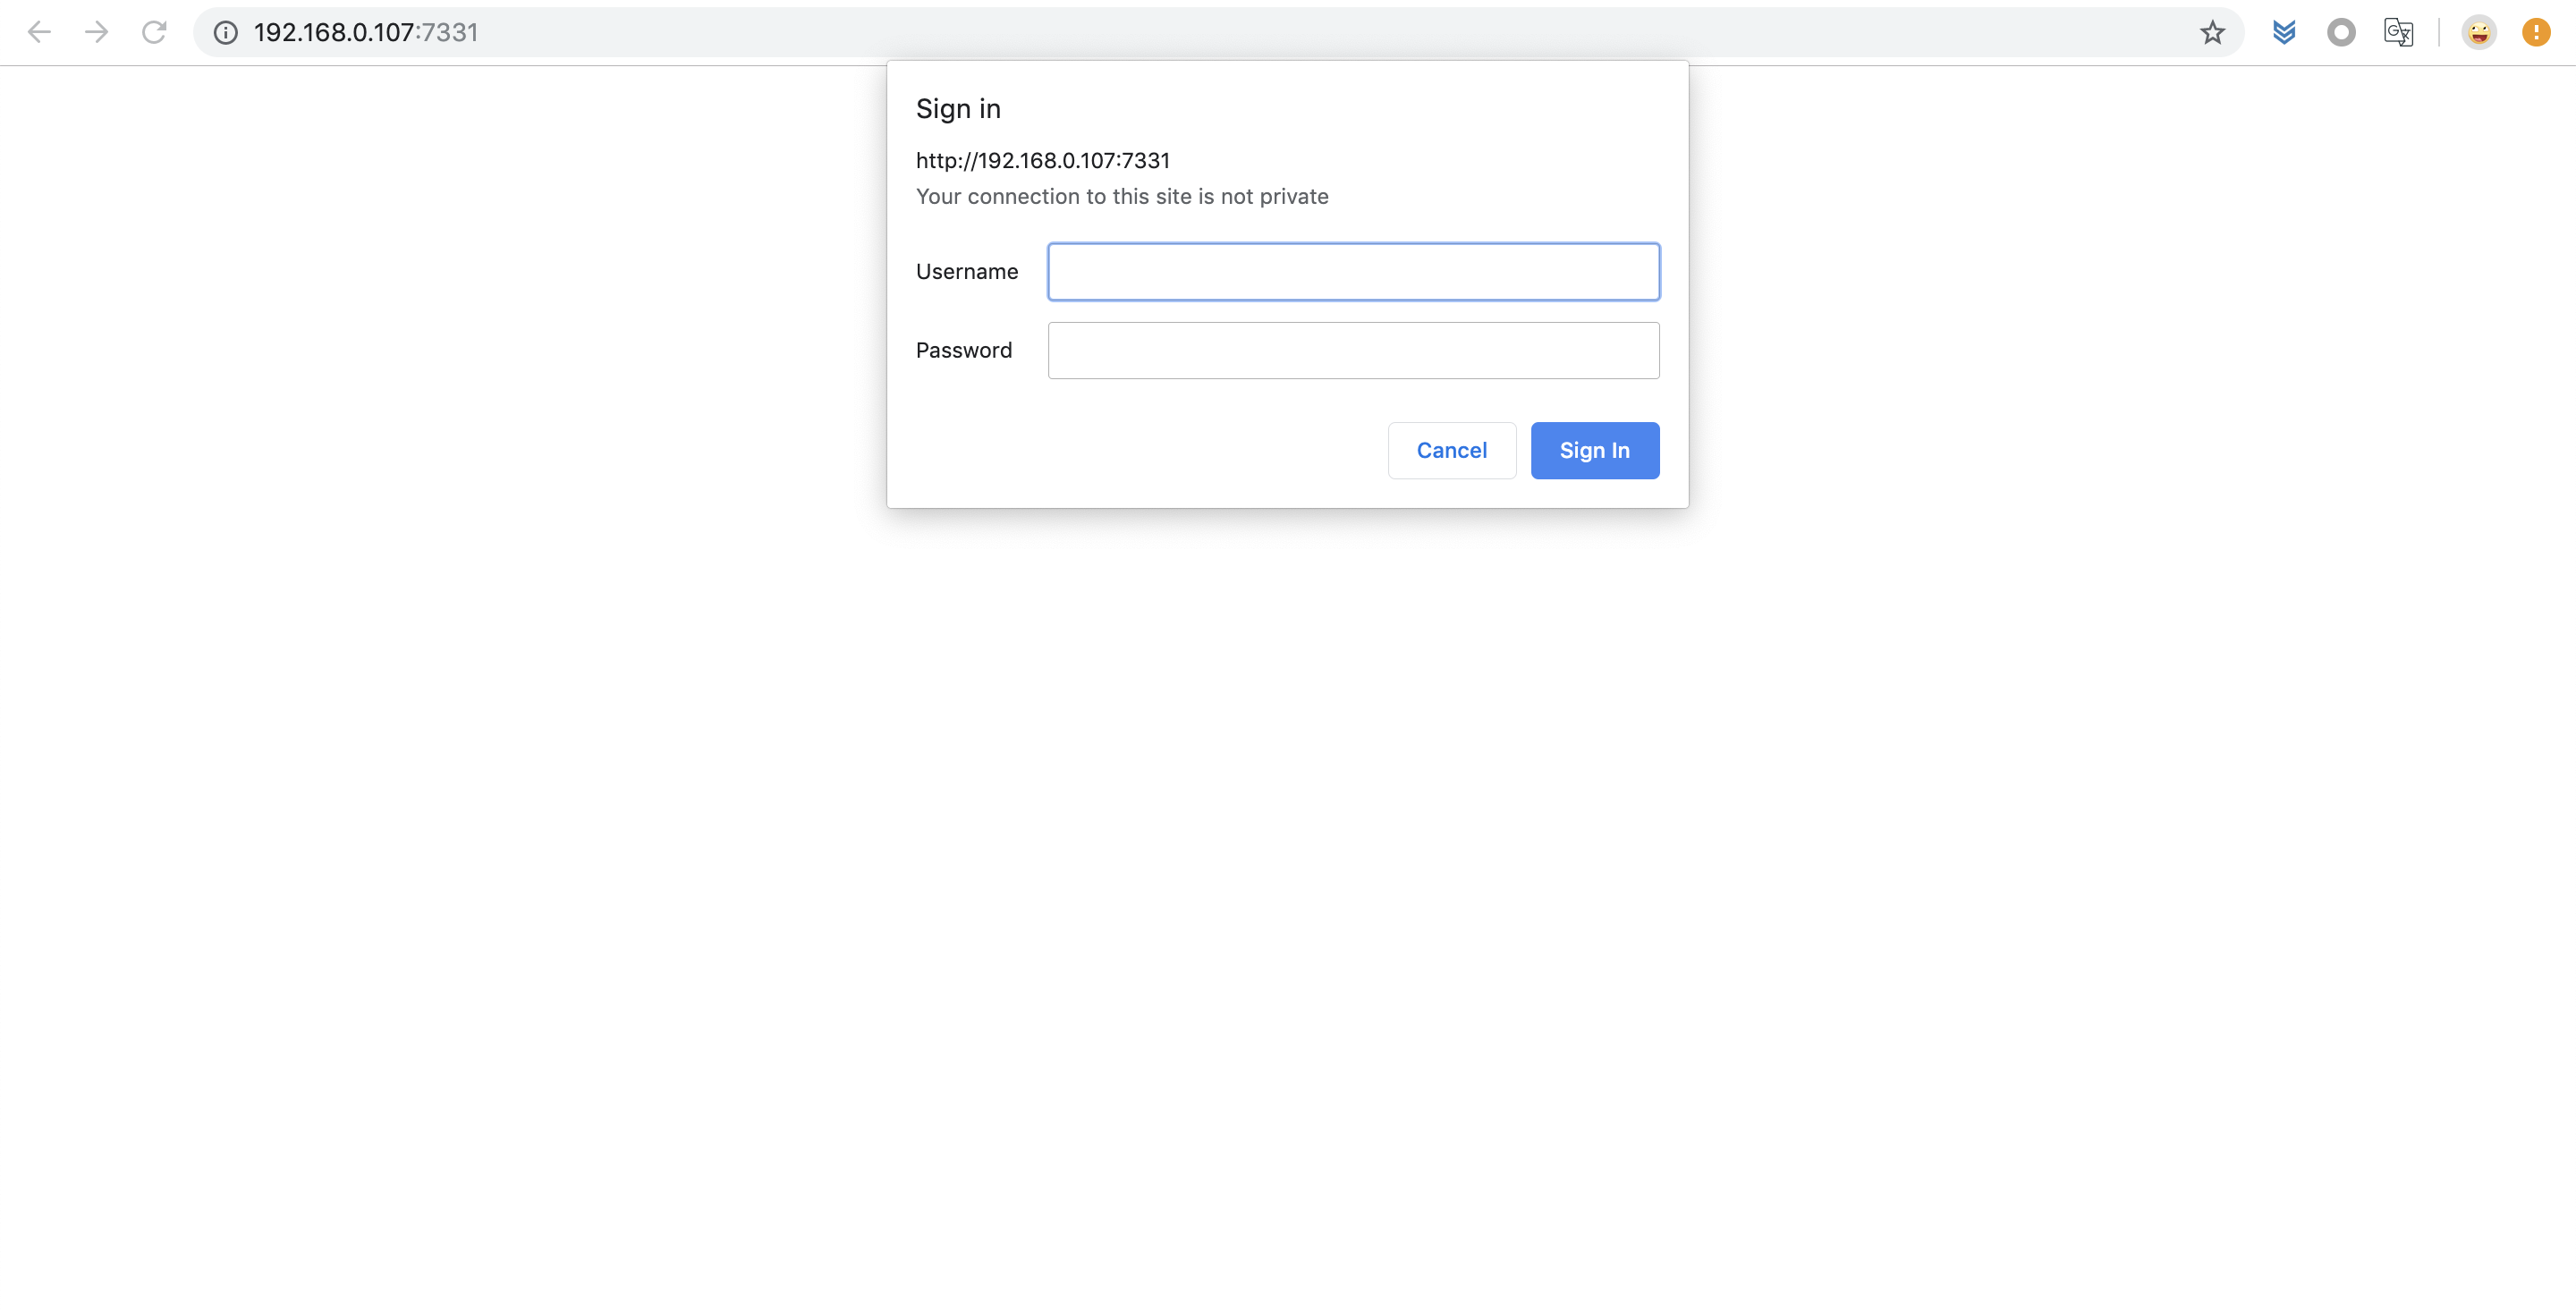 192.168.0.107:7331
Sign in
http://192.168.0.107:7331
Your connection to this site is not private
Username
Password
Cancel Sign In